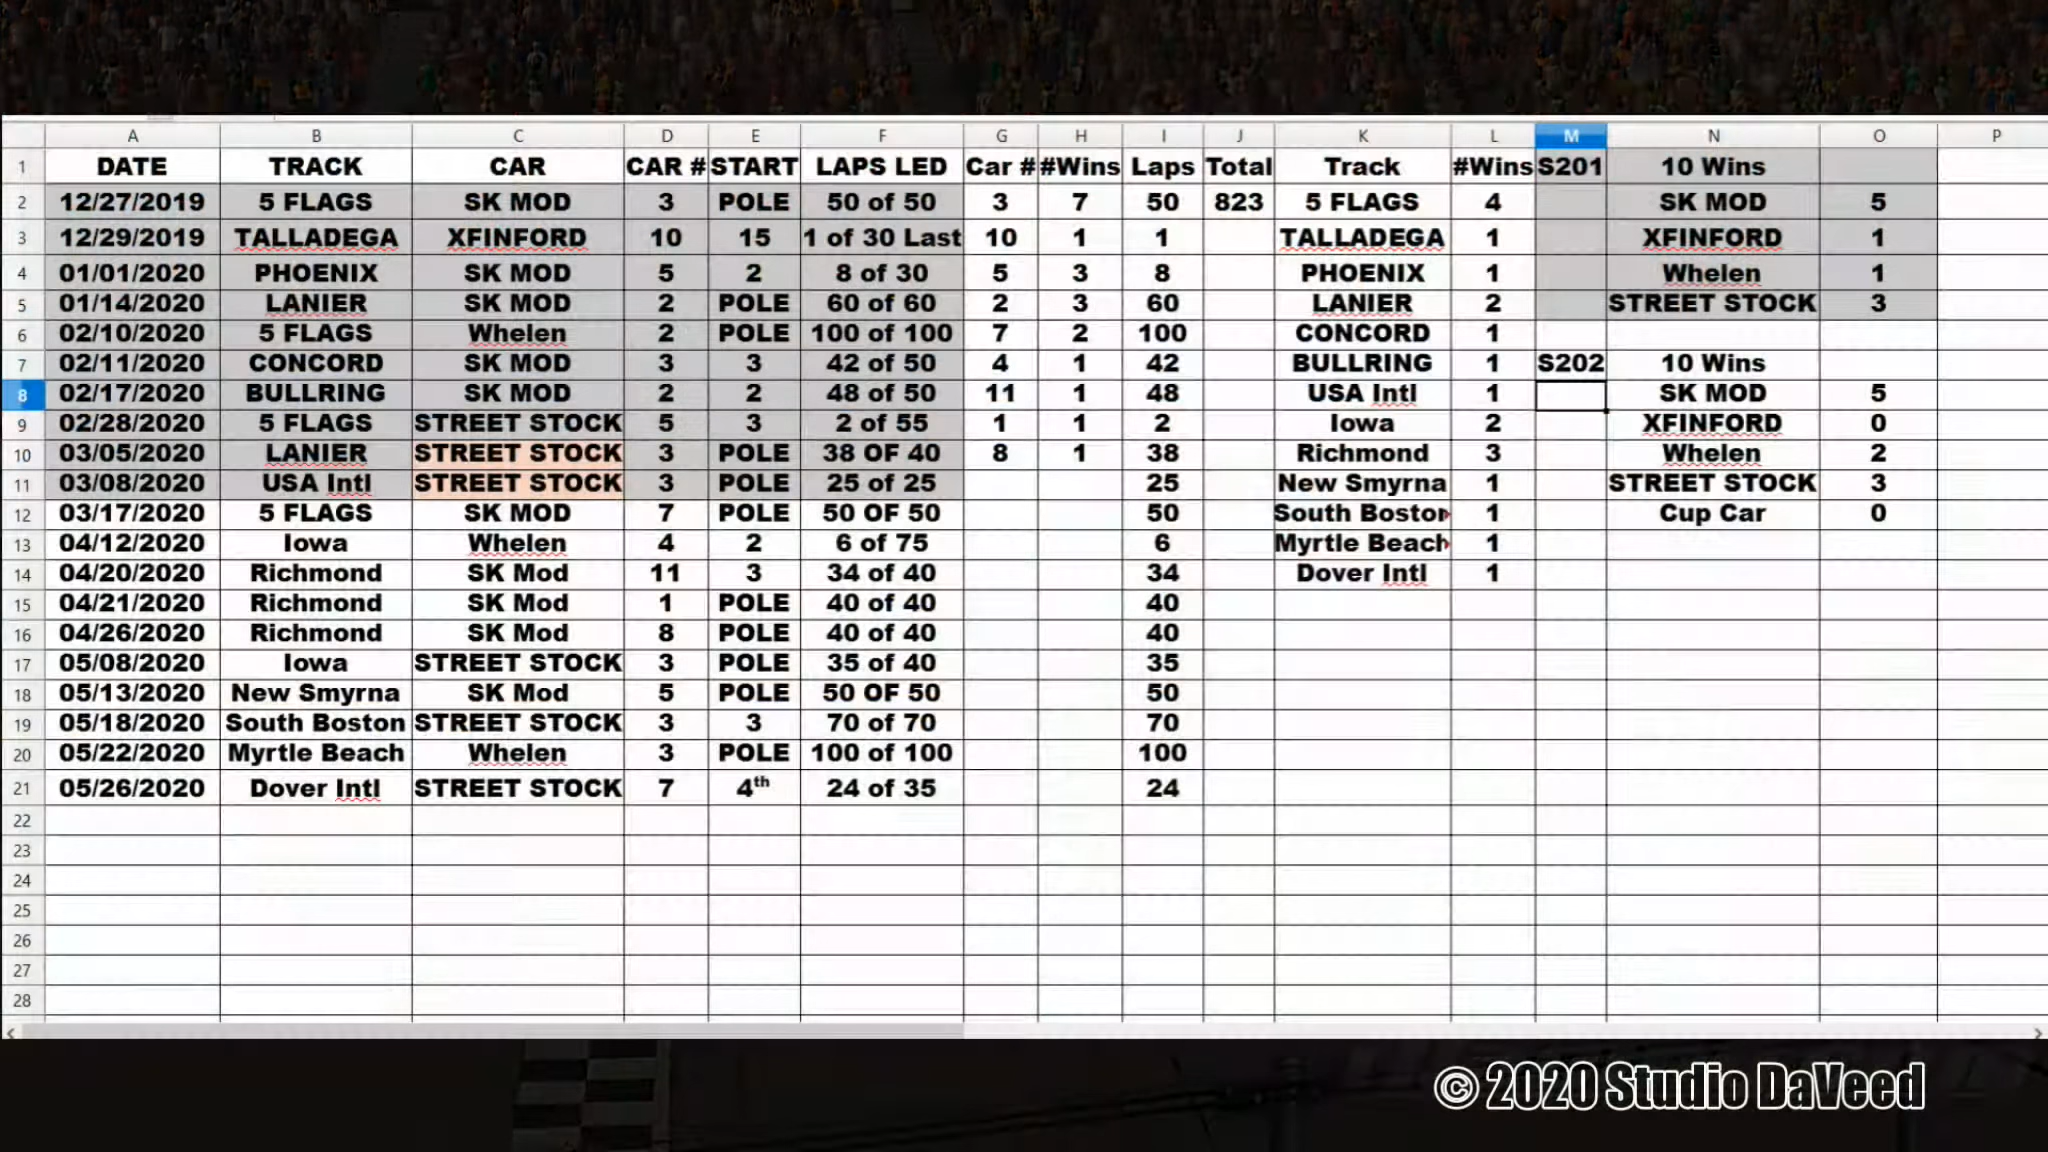 A B C D E F G H I J K L M N O P
1 DATE TRACK CAR CAR # START LAPS LED Car # #Wins Laps Total Track #Wins S201 10 Wins
2 12/27/2019 5 FLAGS SK MOD 3 POLE 50 of 50 3 7 50 823 5 FLAGS 4 SK MOD 5
3 12/29/2019 TALLADEGA XFINFORD 10 15 1 of 30 Last 10 1 1 TALLADEGA 1 XFINFORD 1
4 01/01/2020 PHOENIX SK MOD 5 2 8 of 30 5 3 8 PHOENIX 1 Whelen 1
5 01/14/2020 LANIER SK MOD 2 POLE 60 of 60 2 3 60 LANIER 2 STREET STOCK 3
6 02/10/2020 5 FLAGS Whelen 2 POLE 100 of 100 7 2 100 CONCORD 1
7 02/11/2020 CONCORD SK MOD 3 3 42 of 50 4 1 42 BULLRING 1 S202 10 Wins
8 02/17/2020 BULLRING SK MOD 2 2 48 of 50 11 1 48 USA Intl 1 SK MOD 5
9 02/28/2020 5 FLAGS STREET STOCK 5 3 2 of 55 1 1 2 Iowa 2 XFINFORD 0
10 03/05/2020 LANIER STREET STOCK 3 POLE 38 OF 40 8 1 38 Richmond 3 Whelen 2
11 03/08/2020 USA Intl STREET STOCK 3 POLE 25 of 25 25 New Smyrna 1 STREET STOCK 3
12 03/17/2020 5 FLAGS SK MOD 7 POLE 50 OF 50 50 South Boston 1 Cup Car 0
13 04/12/2020 Iowa Whelen 4 2 6 of 75 6 Myrtle Beach 1
14 04/20/2020 Richmond SK Mod 11 3 34 of 40 34 Dover Intl 1
15 04/21/2020 Richmond SK Mod 1 POLE 40 of 40 40
16 04/26/2020 Richmond SK Mod 8 POLE 40 of 40 40
17 05/08/2020 Iowa STREET STOCK 3 POLE 35 of 40 35
18 05/13/2020 New Smyrna SK Mod 5 POLE 50 OF 50 50
19 05/18/2020 South Boston STREET STOCK 3 3 70 of 70 70
20 05/22/2020 Myrtle Beach Whelen 3 POLE 100 of 100 100
21 05/26/2020 Dover Intl STREET STOCK 7 4th 24 of 35 24
22
23
24
25
26
27
28
© 2020 Studio DaVeed